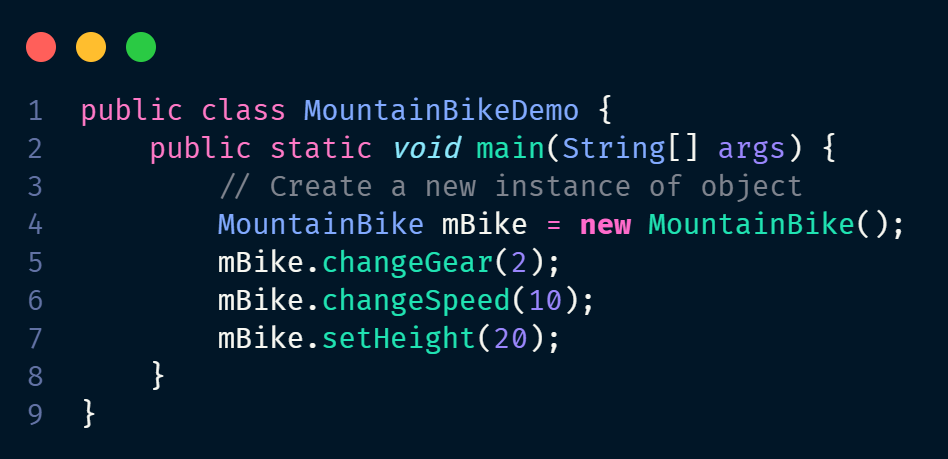 1 public class MountainBikeDemo {
2     public static void main(String[] args) {
3         // Create a new instance of object
4         MountainBike mBike = new MountainBike();
5         mBike.changeGear(2);
6         mBike.changeSpeed(10);
7         mBike.setHeight(20);
8     }
9 }